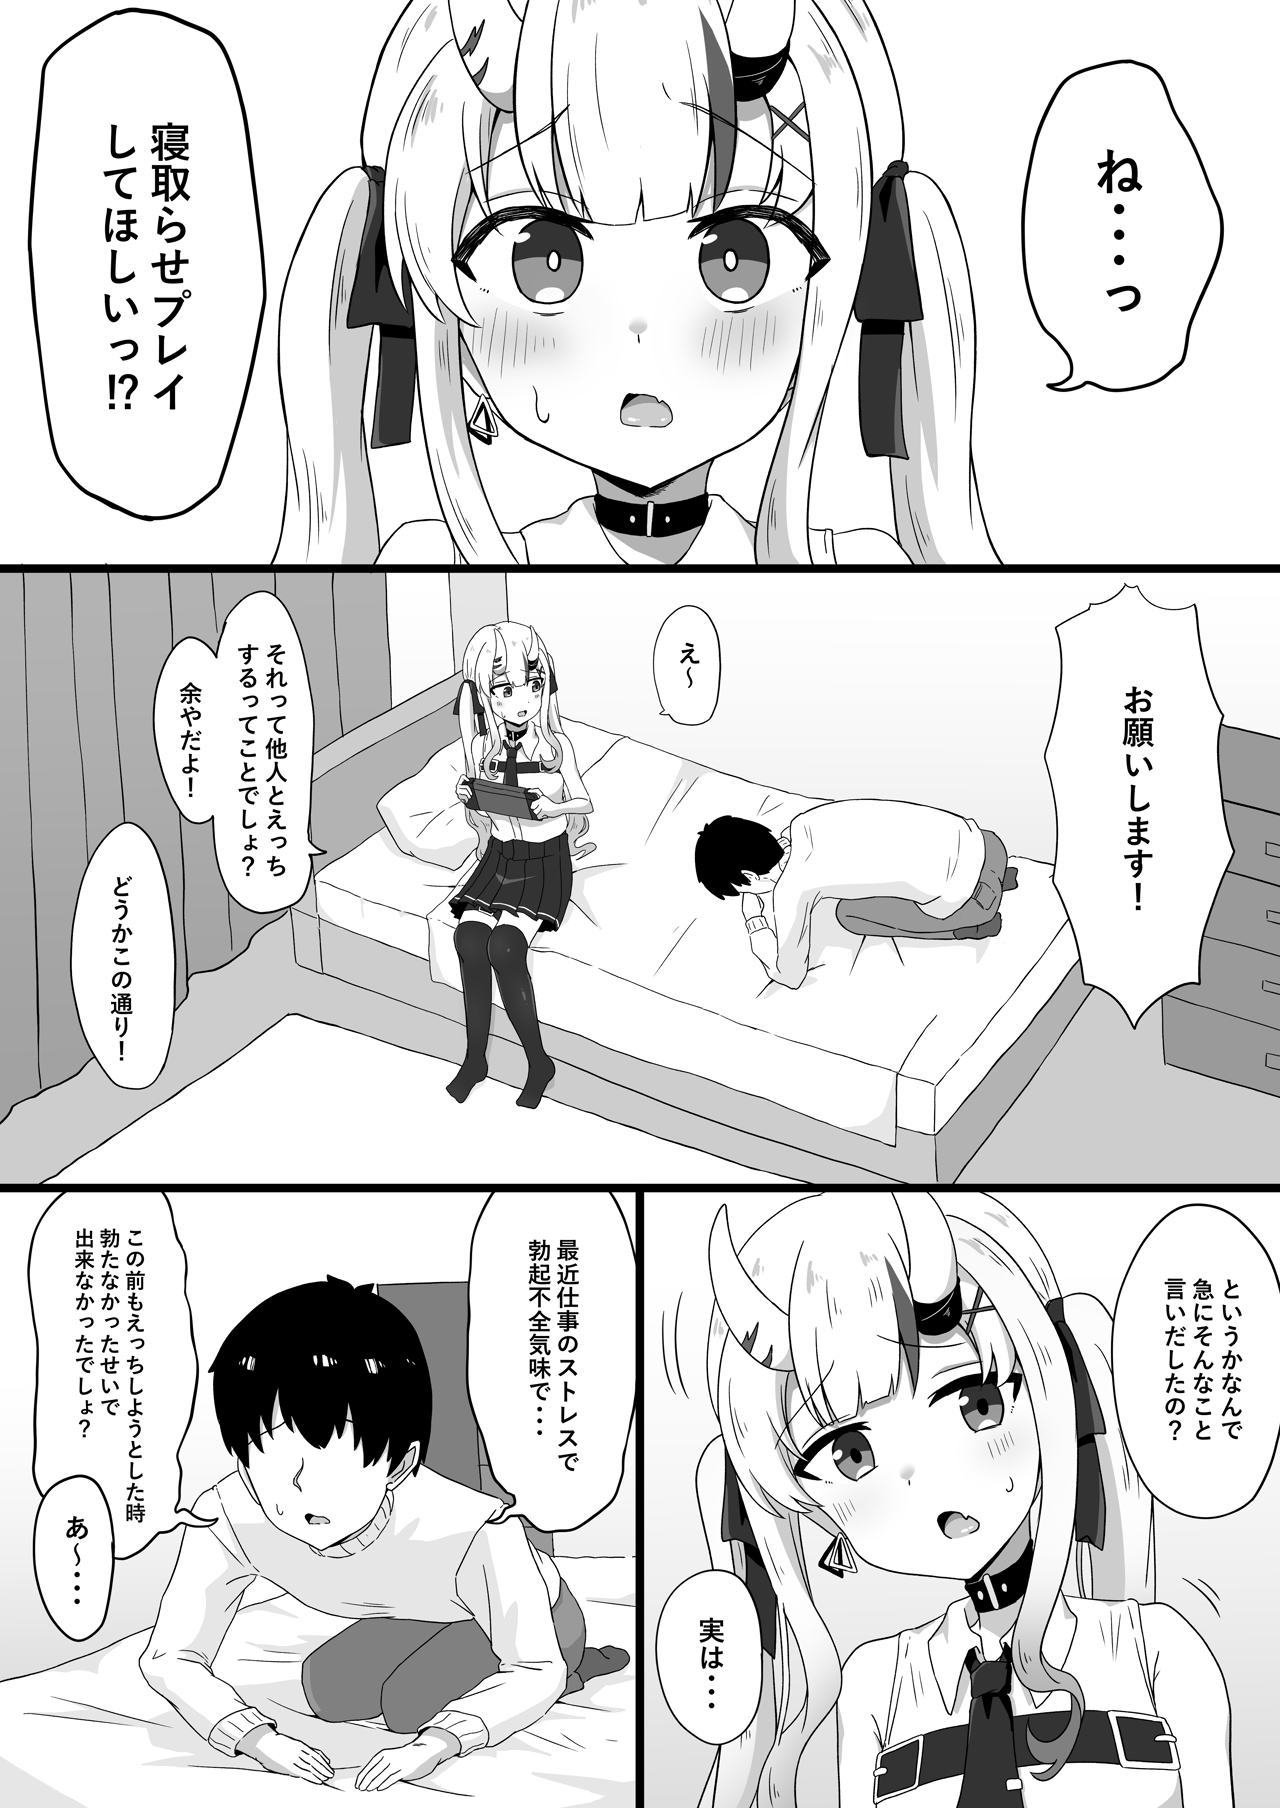 ね・・・っ
寝取らせプレイ
してほしいっ!?
お願いします!
え〜
それって他人とえっち
するってことでしょ?
余やだよ!
どうかこの通り!
というかなんで
急にそんなこと
言いだしたの?
実は・・・
最近仕事のストレスで
勃起不全気味で・・・
この前もえっちしようとした時
勃たなかったせいで
出来なかったでしょ?
あ〜・・・